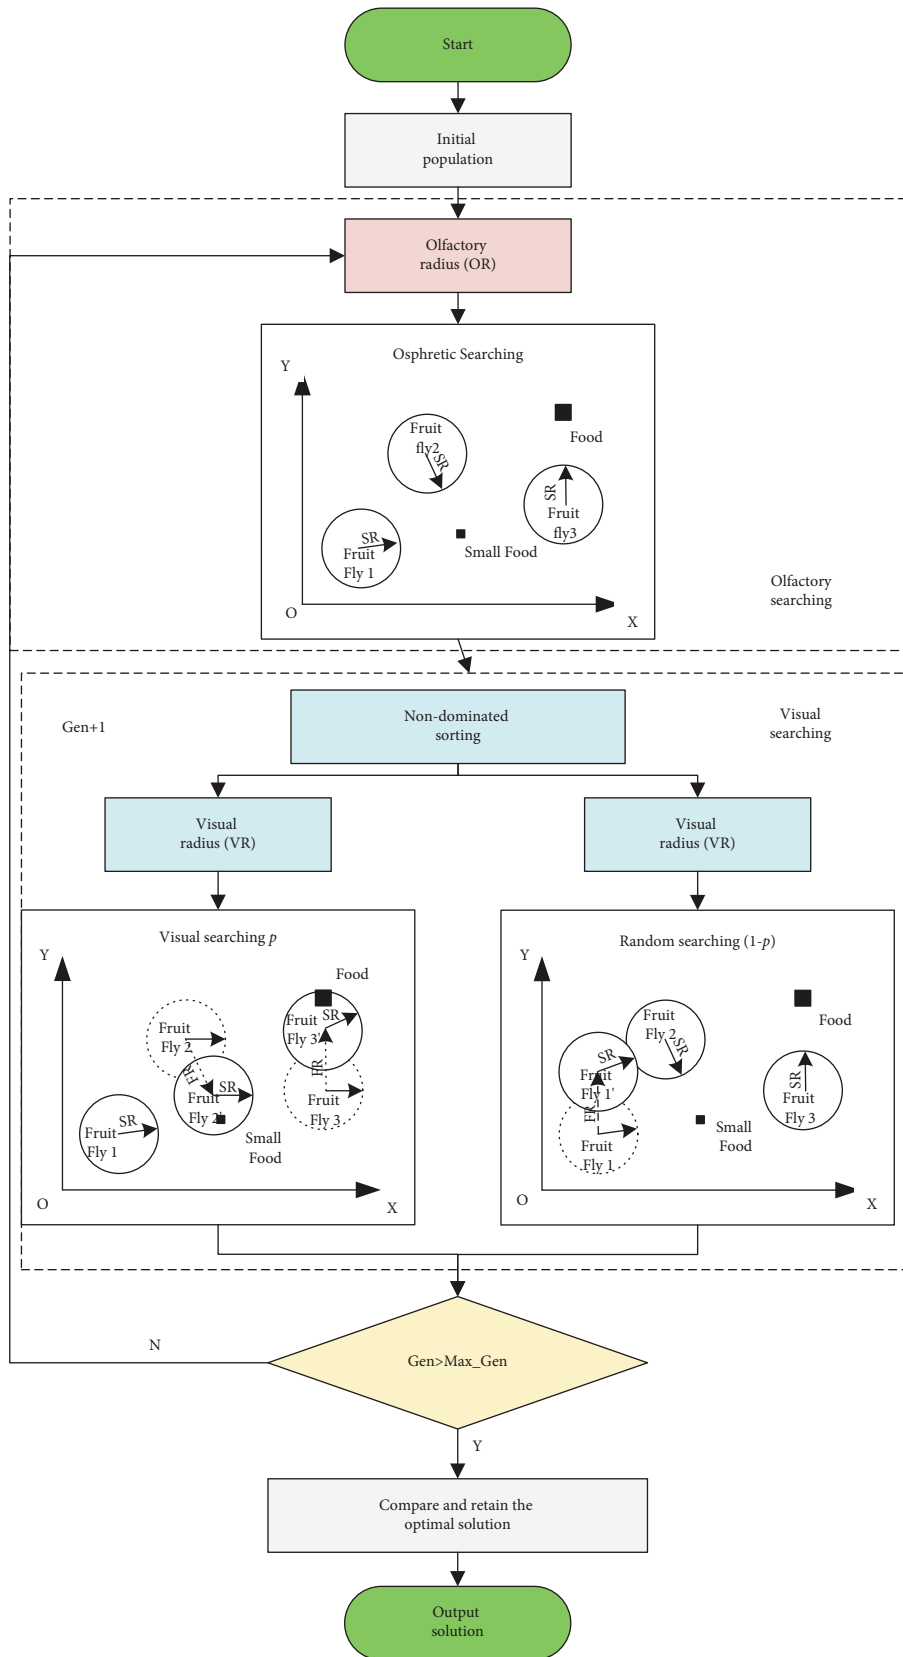 Start
Initial
population
Olfactory
radius (OR)
Osphretic Searching
Y
Fruit
fly2
SR
Food
SR
Fruit
fly3
SR
Fruit
Fly 1
Small Food
O
X
Olfactory
searching
Gen+1
Non-dominated
sorting
Visual
searching
Visual
radius (VR)
Visual
radius (VR)
Visual searching p
Y
Food
Fruit
Fly 2
FR
SR
Fruit
Fly 2'
SR
Fruit
Fly 3'
FR
Fruit
Fly 3
SR
Fruit
Fly 1
Small
Food
O
X
Random searching (1-p)
Y
Fruit
Fly 2
SR
Food
SR
Fruit
Fly 1'
FR
Fruit
Fly 1
SR
Fruit
Fly 3
Small
Food
O
X
Gen>Max_Gen
N
Y
Compare and retain the
optimal solution
Output
solution